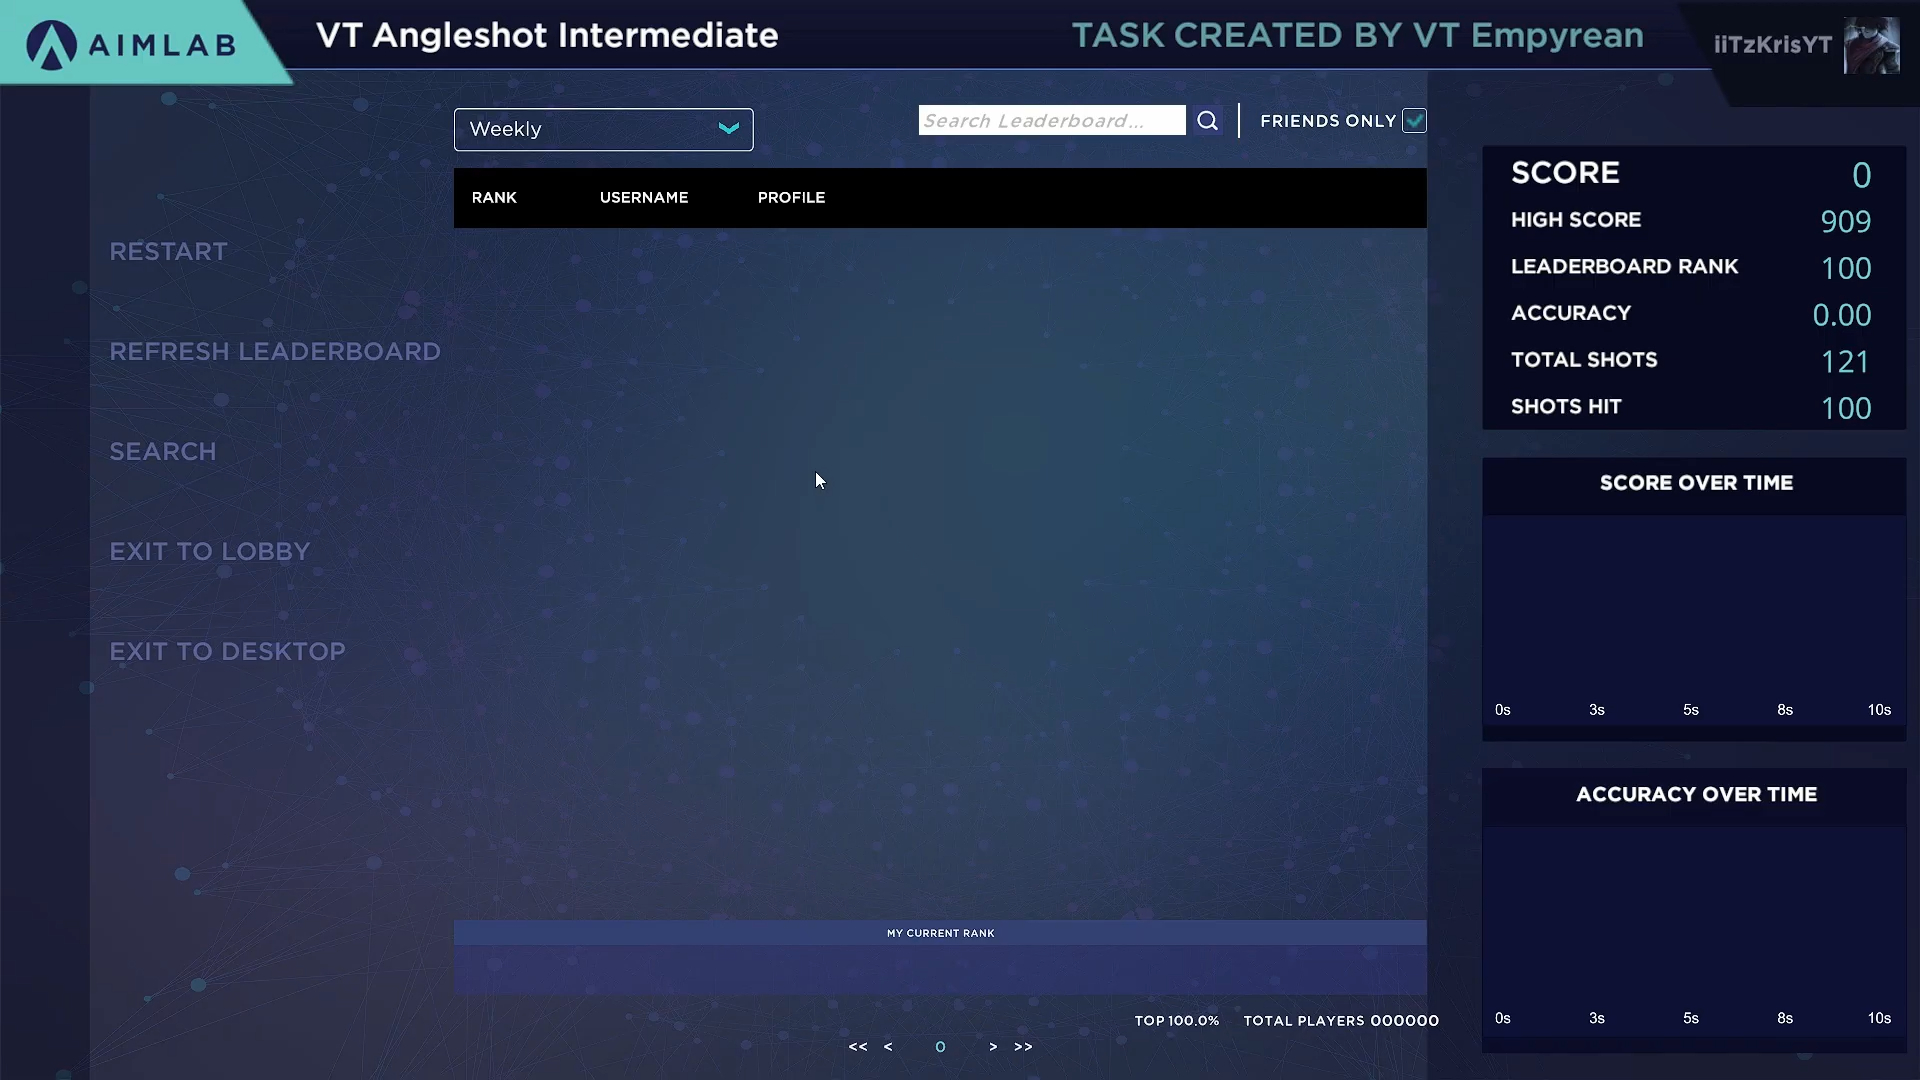 AIMLAB
VT Angleshot Intermediate
TASK CREATED BY VT Empyrean
iiTzKrisYT
Weekly
Search Leaderboard...
FRIENDS ONLY
RANK USERNAME PROFILE
RESTART
REFRESH LEADERBOARD
SEARCH
EXIT TO LOBBY
EXIT TO DESKTOP
MY CURRENT RANK
TOP 100.0% TOTAL PLAYERS 000000
<< < 0 > >>
SCORE 0
HIGH SCORE 909
LEADERBOARD RANK 100
ACCURACY 0.00
TOTAL SHOTS 121
SHOTS HIT 100
SCORE OVER TIME
0s 3s 5s 8s 10s
ACCURACY OVER TIME
0s 3s 5s 8s 10s